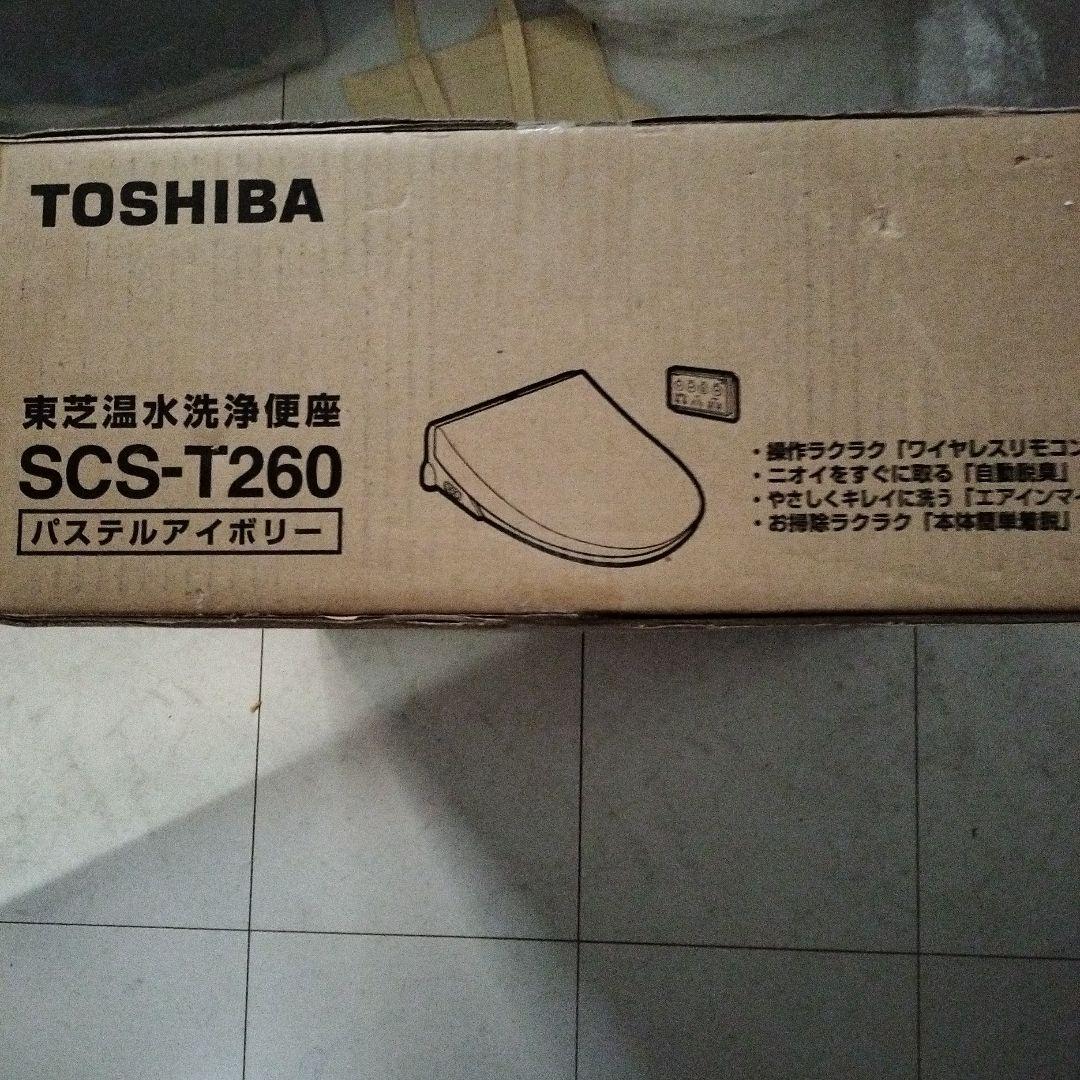 TOSHIBA
東芝温水洗浄便座
SCS-T260
パステルアイボリー
・操作ラクラク「ワイヤレスリモコン
・ニオイをすぐに取る「自動脱臭」
・やさしくキレイに洗う「エアインマイ
・お掃除ラクラク「本体簡単着脱」